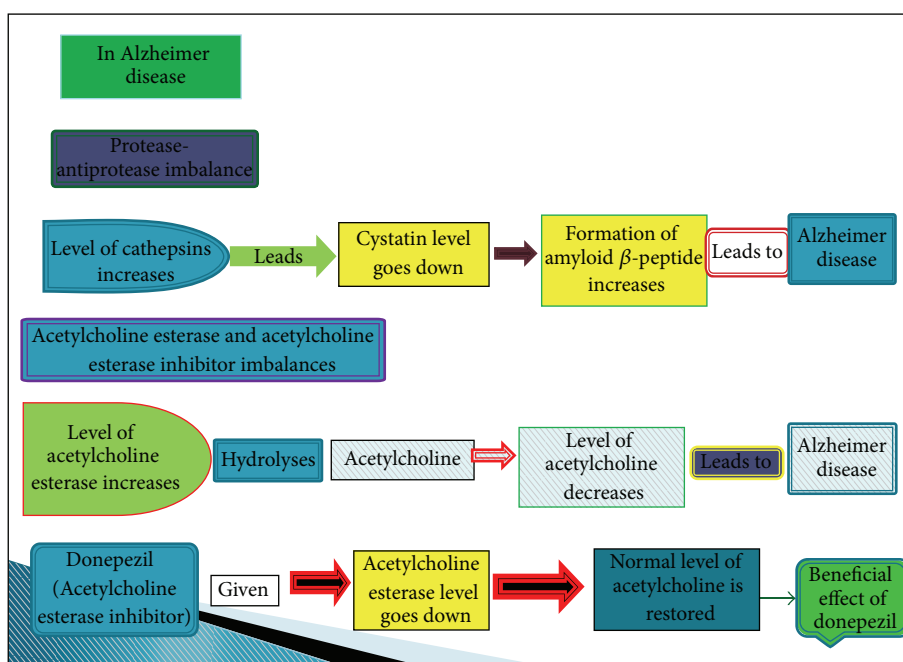 In Alzheimer
disease
Protease-
antiprotease imbalance
Level of cathepsins
increases
Leads
Cystatin level
goes down
Formation of
amyloid β-peptide
increases
Leads to
Alzheimer
disease
Acetylcholine esterase and acetylcholine
esterase inhibitor imbalances
Level of
acetylcholine
esterase increases
Hydrolyses
Acetylcholine
Level of
acetylcholine
decreases
Leads to
Alzheimer
disease
Donepezil
(Acetylcholine
esterase inhibitor)
Given
Acetylcholine
esterase level
goes down
Normal level of
acetylcholine is
restored
Beneficial
effect of
donepezil